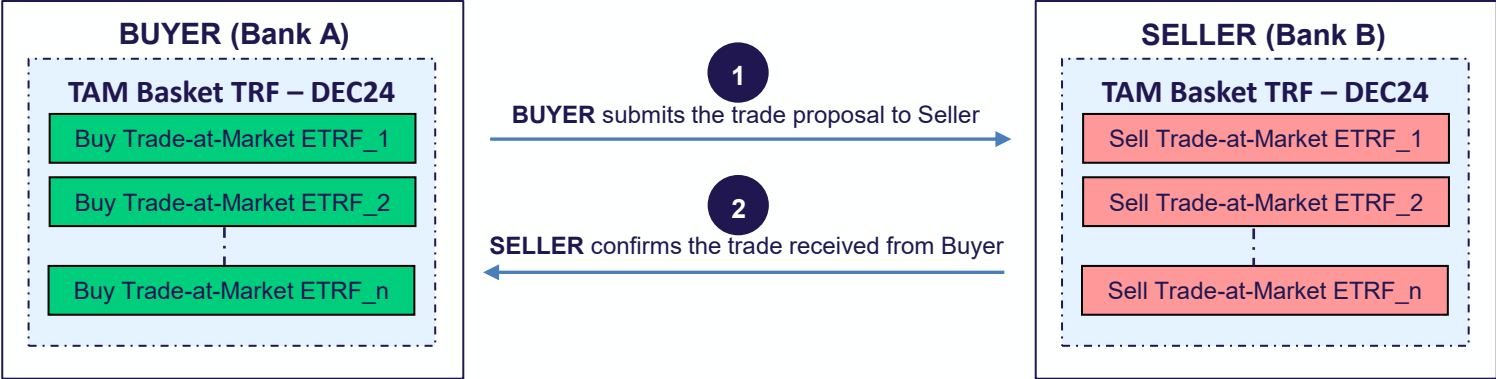 BUYER (Bank A)
TAM Basket TRF – DEC24
Buy Trade-at-Market ETRF_1
Buy Trade-at-Market ETRF_2
Buy Trade-at-Market ETRF_n
1
BUYER submits the trade proposal to Seller
2
SELLER confirms the trade received from Buyer
SELLER (Bank B)
TAM Basket TRF – DEC24
Sell Trade-at-Market ETRF_1
Sell Trade-at-Market ETRF_2
Sell Trade-at-Market ETRF_n